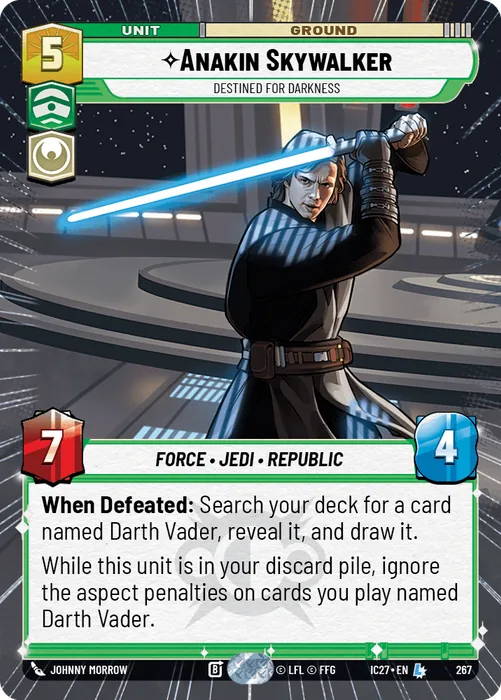 UNIT
GROUND
5
✧ANAKIN SKYWALKER
DESTINED FOR DARKNESS
7
4
FORCE • JEDI • REPUBLIC
When Defeated: Search your deck for a card
named Darth Vader, reveal it, and draw it.
While this unit is in your discard pile, ignore
the aspect penalties on cards you play named
Darth Vader.
JOHNNY MORROW
B
© LFL © FFG
IC27 • EN
L
267